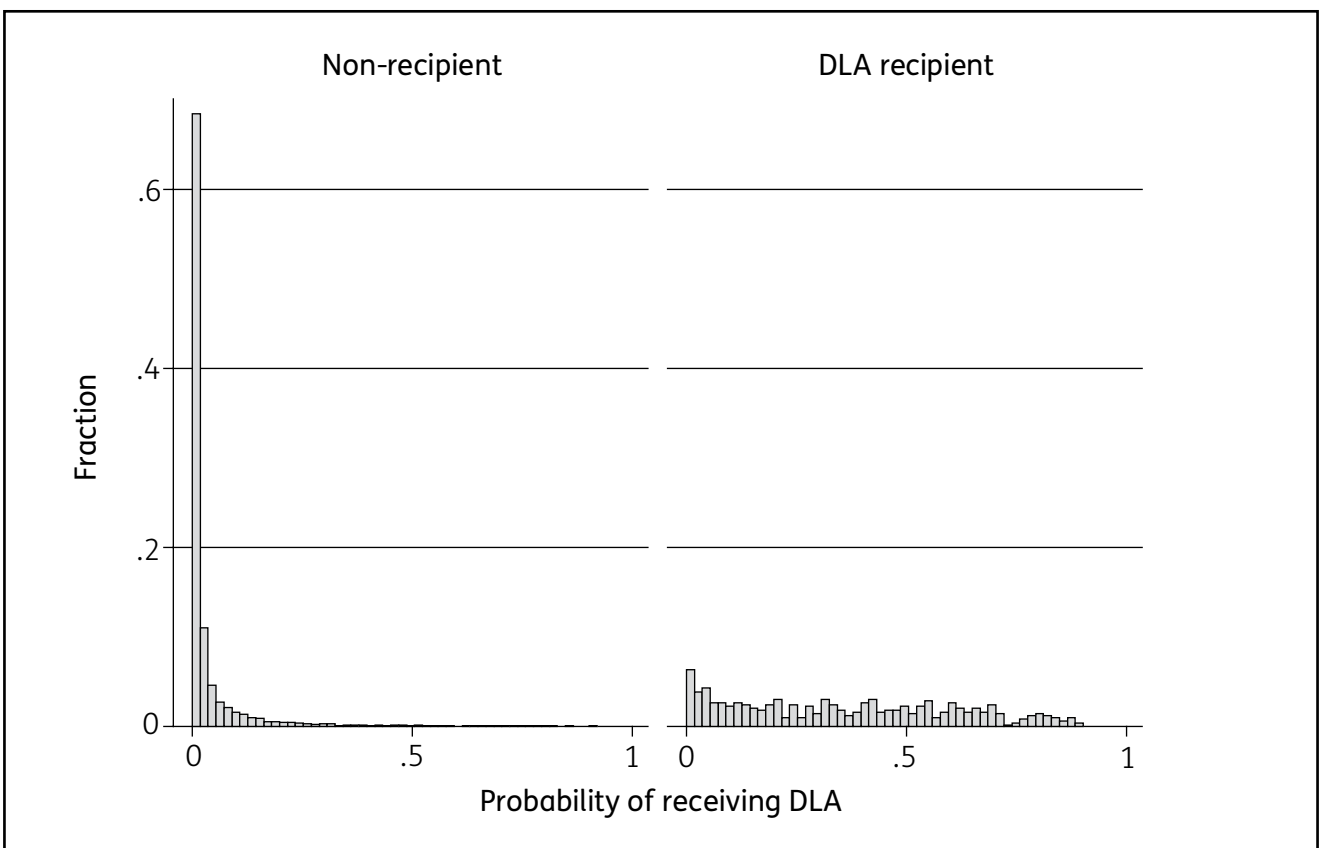 Non-recipient DLA recipient
.6
.4
.2
0
Fraction
0 .5 1 0 .5 1
Probability of receiving DLA